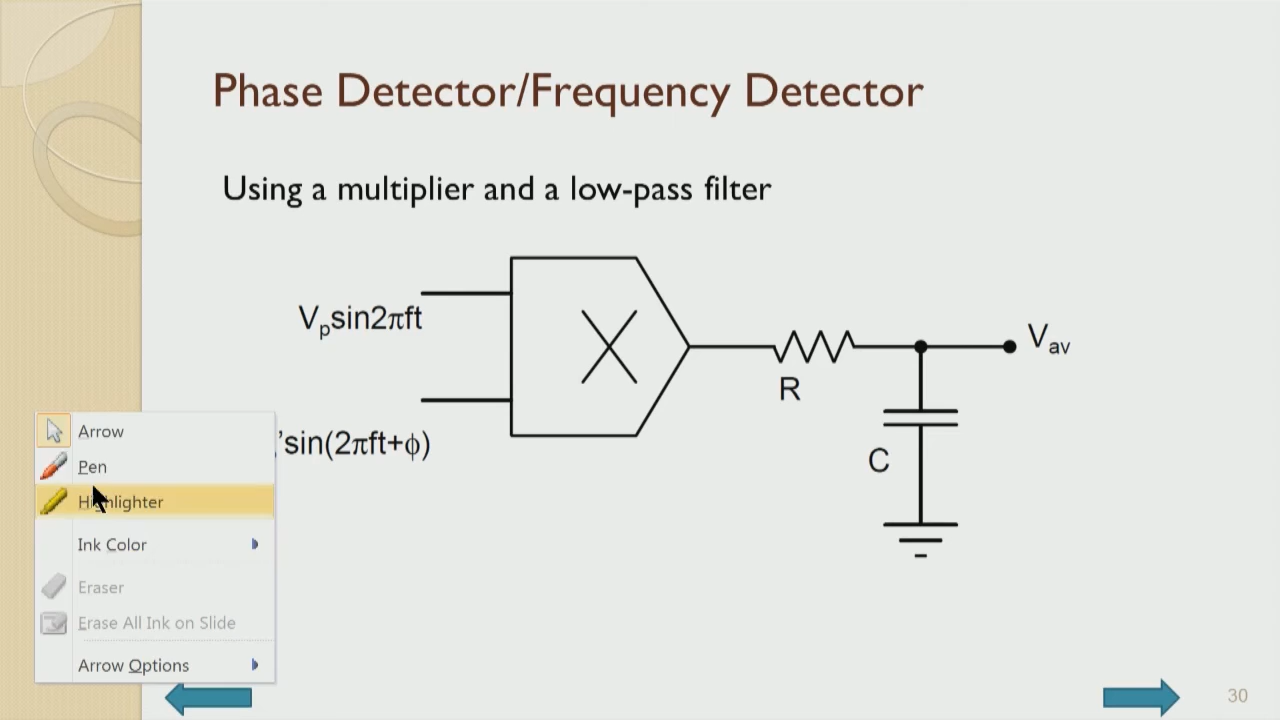 Phase Detector/Frequency Detector
Using a multiplier and a low-pass filter
Vpsin2πft
'sin(2πft+ϕ)
R
C
Vav
Arrow
Pen
Highlighter
Ink Color
Eraser
Erase All Ink on Slide
Arrow Options
30